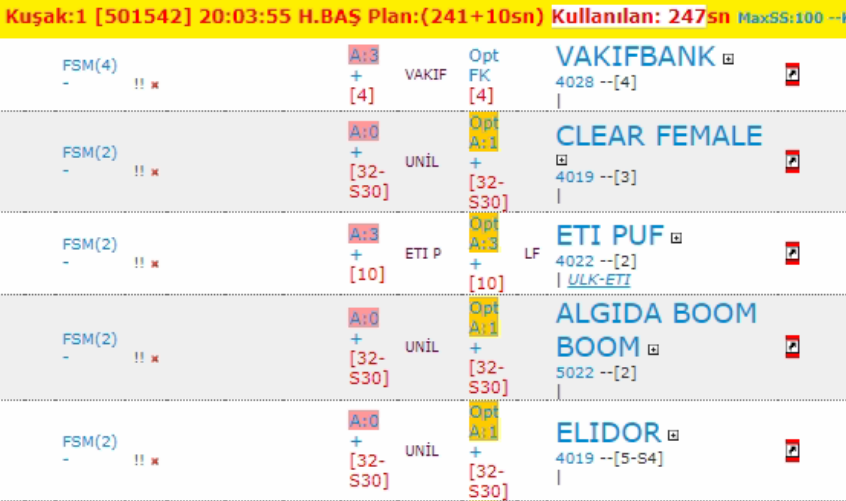 Kuşak:1 [501542] 20:03:55 H.BAŞ Plan:(241+10sn) Kullanılan: 247sn MaxSS:100 --
FSM(4)
-
!!
A:3
+
[4]
VAKIF
Opt
FK
[4]
VAKIFBANK
4028 --[4]
|
FSM(2)
-
!!
A:0
+
[32-
S30]
UNİL
Opt
A:1
+
[32-
S30]
CLEAR FEMALE
4019 --[3]
|
FSM(2)
-
!!
A:3
+
[10]
ETI P
Opt
A:3
+
[10]
LF
ETI PUF
4022 --[2]
| ULK-ETI
FSM(2)
-
!!
A:0
+
[32-
S30]
UNİL
Opt
A:1
+
[32-
S30]
ALGIDA BOOM
BOOM
5022 --[2]
|
FSM(2)
-
!!
A:0
+
[32-
S30]
UNİL
Opt
A:1
+
[32-
S30]
ELIDOR
4019 --[5-S4]
|